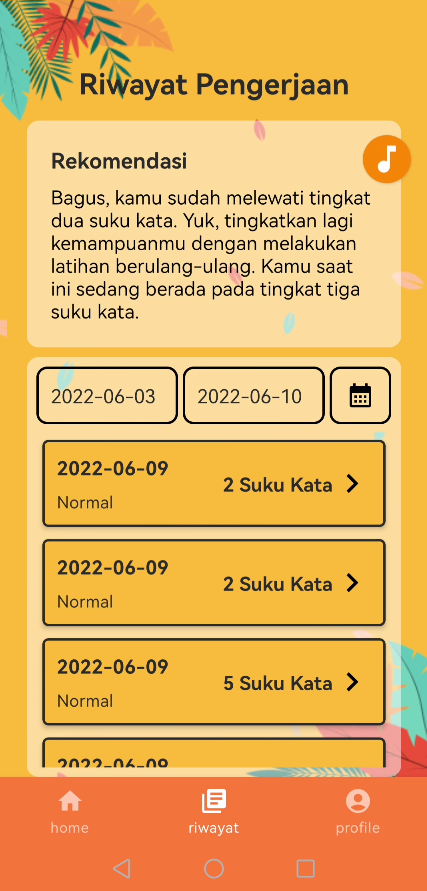 Riwayat Pengerjaan
Rekomendasi
Bagus, kamu sudah melewati tingkat
dua suku kata. Yuk, tingkatkan lagi
kemampuanmu dengan melakukan
latihan berulang-ulang. Kamu saat
ini sedang berada pada tingkat tiga
suku kata.
2022-06-03 2022-06-10
2022-06-09
2 Suku Kata
Normal
2022-06-09
2 Suku Kata
Normal
2022-06-09
5 Suku Kata
Normal
2022-06-09
home riwayat profile